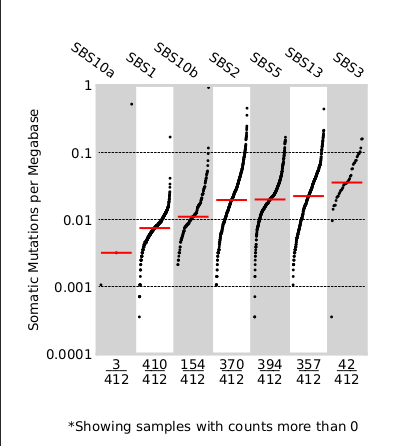 SBS10a SBS1 SBS10b SBS2 SBS5 SBS13 SBS3
Somatic Mutations per Megabase
1
0.1
0.01
0.001
0.0001
3 410 154 370 394 357 42
412 412 412 412 412 412 412
*Showing samples with counts more than 0